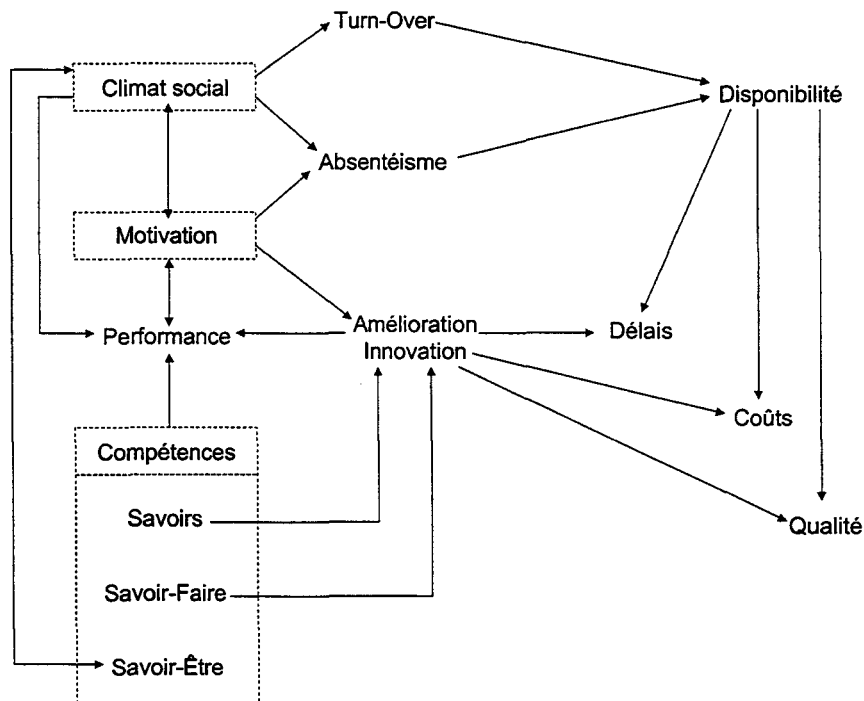 Turn-Over
Climat social
Disponibilité
Absentéisme
Motivation
Performance
Amélioration
Innovation
Délais
Coûts
Compétences
Savoirs
Qualité
Savoir-Faire
Savoir-Être